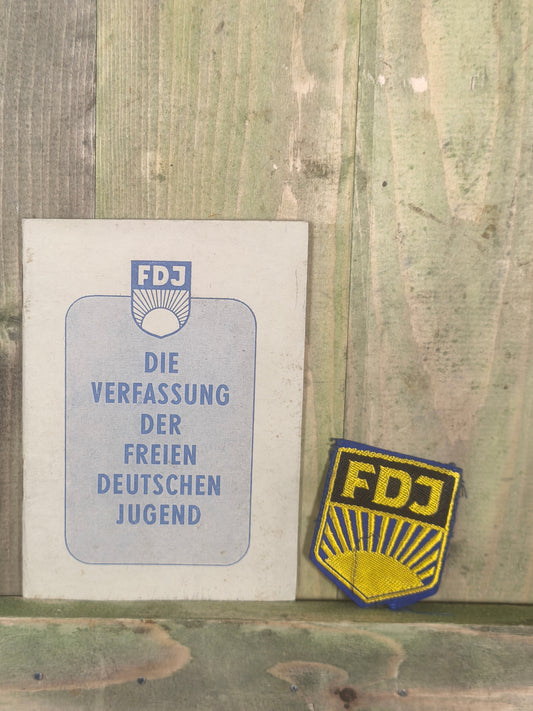 FDJ
DIE
VERFASSUNG
DER
FREIEN
DEUTSCHEN
JUGEND
FDJ